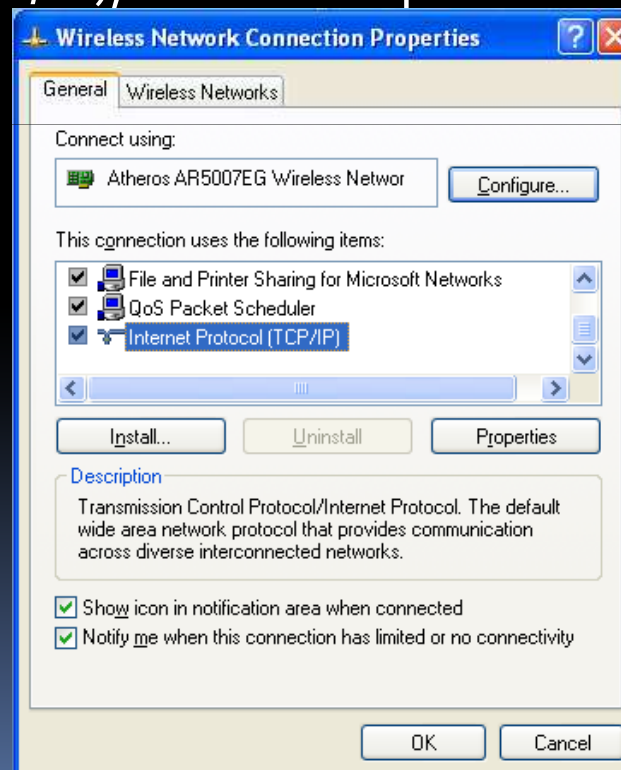 Wireless Network Connection Properties
General
Wireless Networks
Connect using:
Atheros AR5007EG Wireless Networ
Configure...
This connection uses the following items:
File and Printer Sharing for Microsoft Networks
QoS Packet Scheduler
Internet Protocol (TCP/IP)
Install...
Uninstall
Properties
Description
Transmission Control Protocol/Internet Protocol. The default
wide area network protocol that provides communication
across diverse interconnected networks.
Show icon in notification area when connected
Notify me when this connection has limited or no connectivity
OK
Cancel